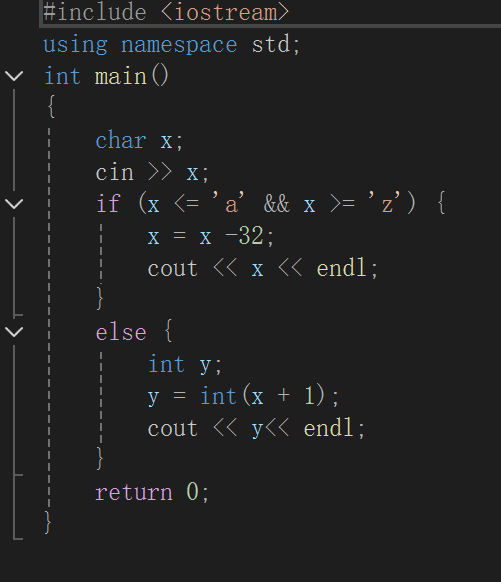 #include <iostream>
using namespace std;
int main()
{
    char x;
    cin >> x;
    if (x <= 'a' && x >= 'z') {
        x = x -32;
        cout << x << endl;
    }
    else {
        int y;
        y = int(x + 1);
        cout << y<< endl;
    }
    return 0;
}